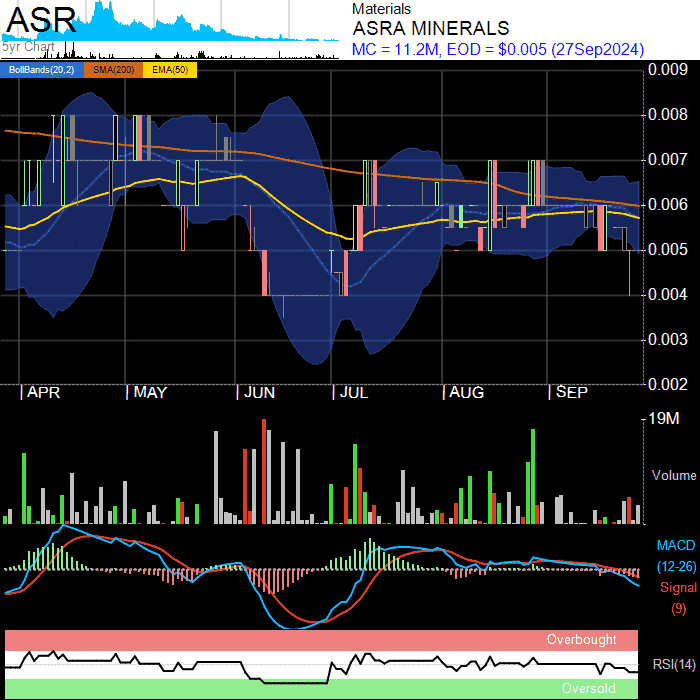 ASR
5yr Chart
Materials
ASRA MINERALS
MC = 11.2M, EOD = $0.005 (27Sep2024)
BollBands(20,2) SMA(200) EMA(50)
0.009
0.008
0.007
0.006
0.005
0.004
0.003
0.002
| APR | MAY | JUN | JUL | AUG | SEP
19M
Volume
MACD
(12-26)
Signal
(9)
Overbought
RSI(14)
Oversold